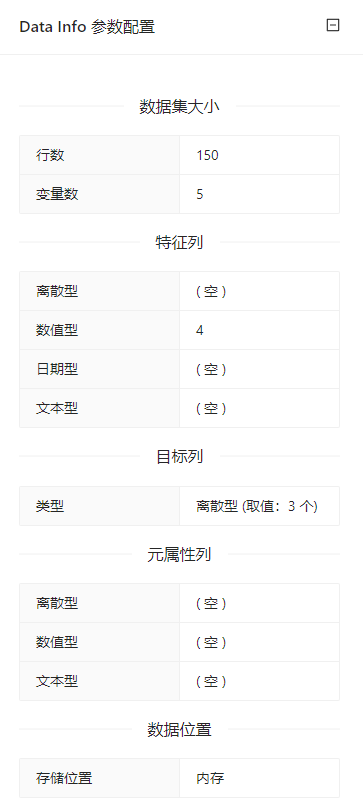 Data Info 参数配置
数据集大小
行数 150
变量数 5
特征列
离散型 ( 空 )
数值型 4
日期型 ( 空 )
文本型 ( 空 )
目标列
类型 离散型 (取值：3 个)
元属性列
离散型 ( 空 )
数值型 ( 空 )
文本型 ( 空 )
数据位置
存储位置 内存